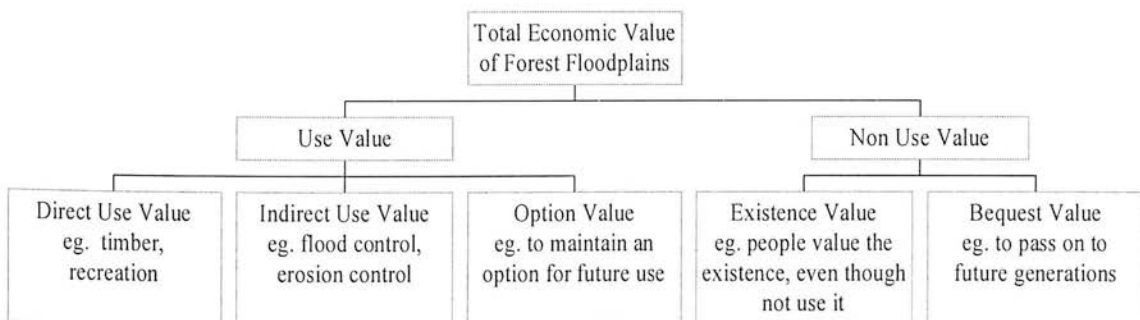 Total Economic Value
of Forest Floodplains
Use Value
Non Use Value
Direct Use Value
eg. timber,
recreation
Indirect Use Value
eg. flood control,
erosion control
Option Value
eg. to maintain an
option for future use
Existence Value
eg. people value the
existence, even though
not use it
Bequest Value
eg. to pass on to
future generations